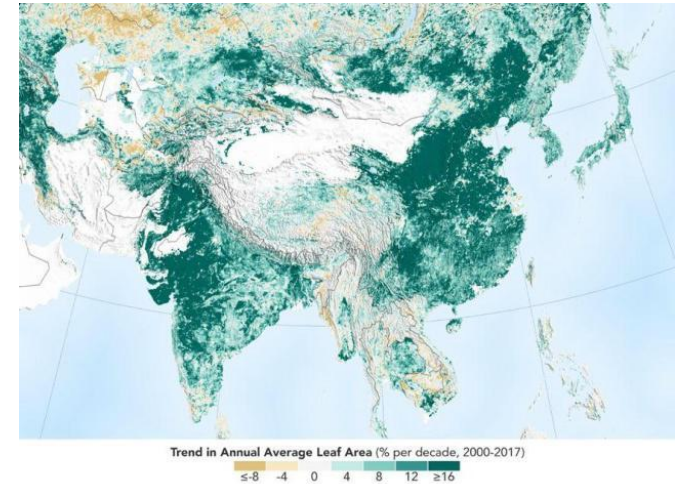 Trend in Annual Average Leaf Area (% per decade, 2000-2017)
≤-8 -4 0 4 8 12 ≥16